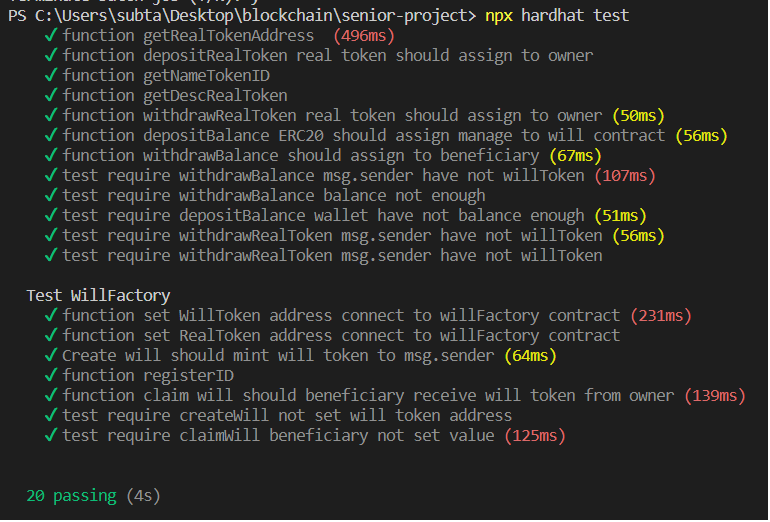 PS C:\Users\subta\Desktop\blockchain\senior-project> npx hardhat test
✓ function getRealTokenAddress (496ms)
✓ function depositRealToken real token should assign to owner
✓ function getNameTokenID
✓ function getDescRealToken
✓ function withdrawRealToken real token should assign to owner (50ms)
✓ function depositBalance ERC20 should assign manage to will contract (56ms)
✓ function withdrawBalance should assign to beneficiary (67ms)
✓ test require withdrawBalance msg.sender have not willToken (107ms)
✓ test require withdrawBalance balance not enough
✓ test require depositBalance wallet have not balance enough (51ms)
✓ test require withdrawRealToken msg.sender have not willToken (56ms)
✓ test require withdrawRealToken msg.sender have not willToken
Test WillFactory
✓ function set WillToken address connect to willFactory contract (231ms)
✓ function set RealToken address connect to willFactory contract
✓ Create will should mint will token to msg.sender (64ms)
✓ function registerID
✓ function claim will should beneficiary receive will token from owner (139ms)
✓ test require createWill not set will token address
✓ test require claimWill beneficiary not set value (125ms)
20 passing (4s)